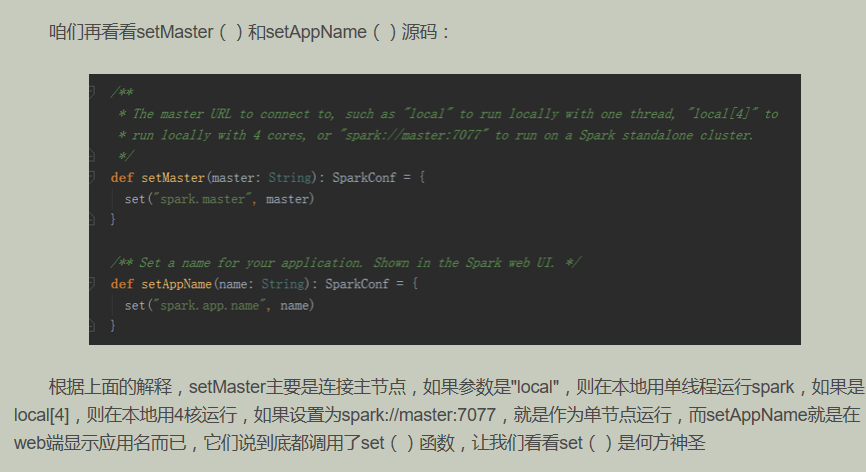 咱们再看看setMaster（）和setAppName（）源码：
/**
 * The master URL to connect to, such as "local" to run locally with one thread, "local[4]" to
 * run locally with 4 cores, or "spark://master:7077" to run on a Spark standalone cluster.
 */
def setMaster(master: String): SparkConf = {
  set("spark.master", master)
}
/** Set a name for your application. Shown in the Spark web UI. */
def setAppName(name: String): SparkConf = {
  set("spark.app.name", name)
}
根据上面的解释，setMaster主要是连接主节点，如果参数是"local"，则在本地用单线程运行spark，如果是
local[4]，则在本地用4核运行，如果设置为spark://master:7077，就是作为单节点运行，而setAppName就是在
web端显示应用名而已，它们说到底都调用了set（）函数，让我们看看set（）是何方神圣